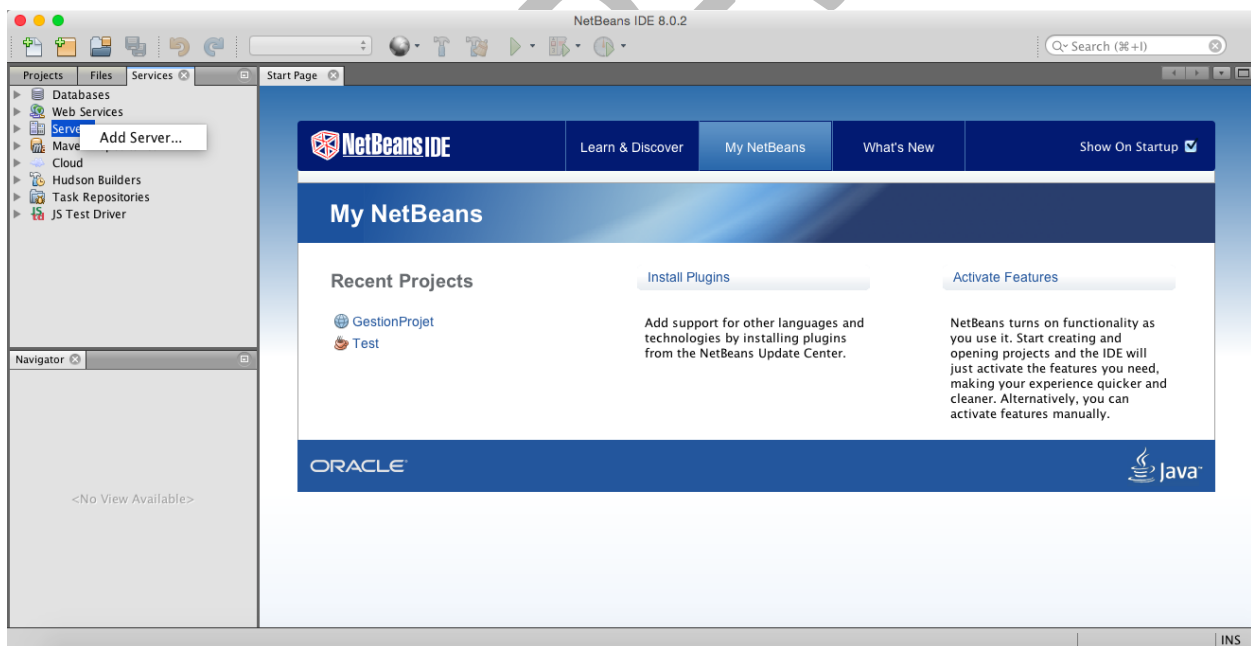 NetBeans IDE 8.0.2
Search (⌘+I)
Projects Files Services
Start Page
Databases
Web Services
Serve
Add Server...
Mave
Cloud
Hudson Builders
Task Repositories
JS Test Driver
NetBeans IDE
Learn & Discover
My NetBeans
What's New
Show On Startup
My NetBeans
Recent Projects
GestionProjet
Test
Install Plugins
Add support for other languages and
technologies by installing plugins
from the NetBeans Update Center.
Activate Features
NetBeans turns on functionality as
you use it. Start creating and
opening projects and the IDE will
just activate the features you need,
making your experience quicker and
cleaner. Alternatively, you can
activate features manually.
Navigator
<No View Available>
ORACLE
Java
INS